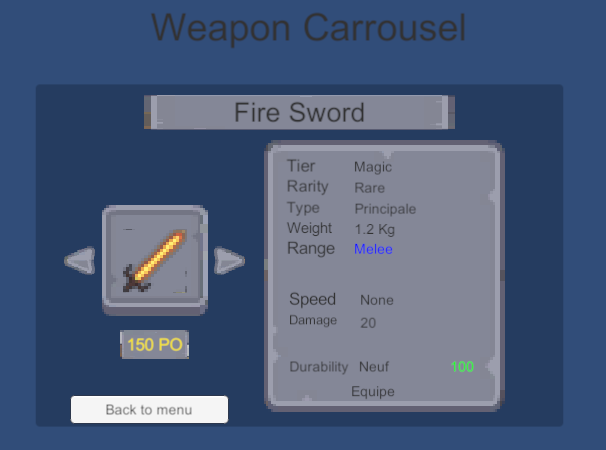 Weapon Carrousel
Fire Sword
Tier Magic
Rarity Rare
Type Principale
Weight 1.2 Kg
Range Melee
Speed None
Damage 20
150 PO
Durability Neuf 100
Equipe
Back to menu